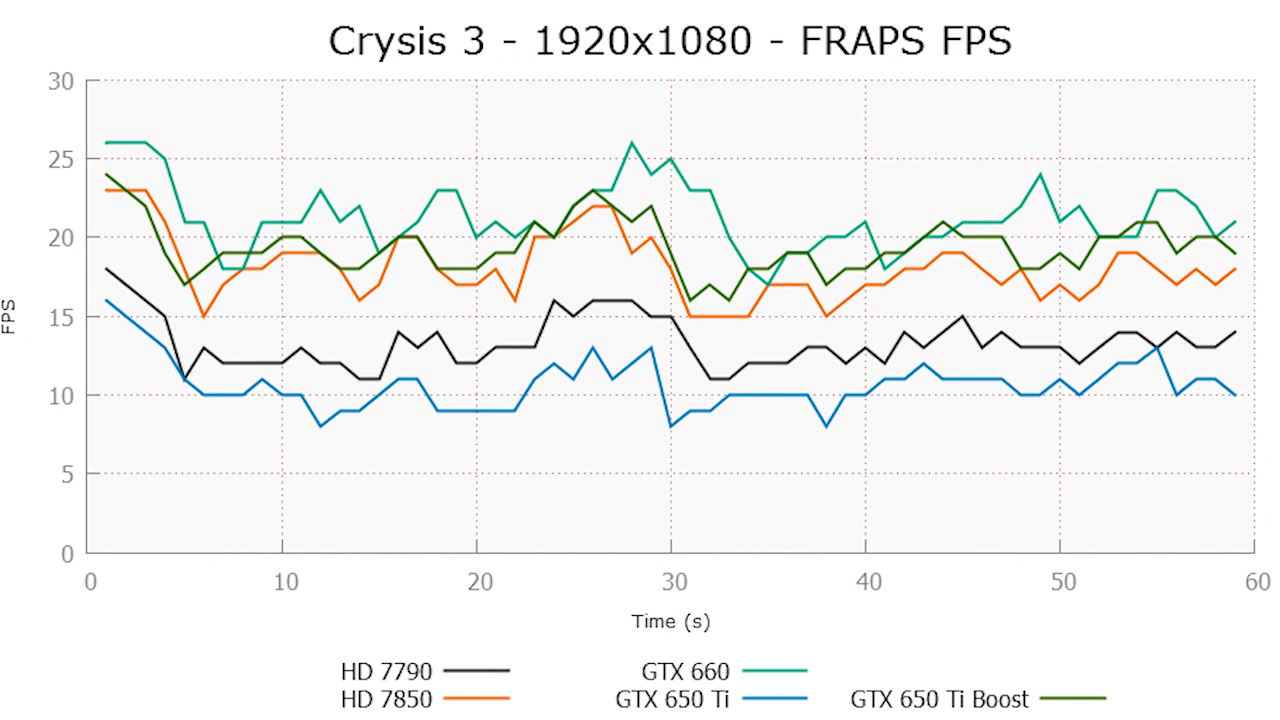 Crysis 3 - 1920x1080 - FRAPS FPS
30
25
20
15
10
5
0
FPS
0 10 20 30 40 50 60
Time (s)
HD 7790 GTX 660
HD 7850 GTX 650 Ti GTX 650 Ti Boost